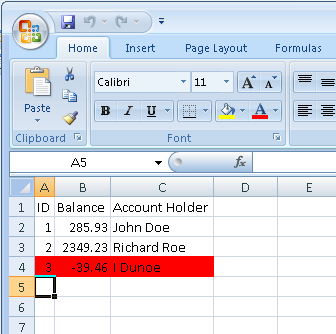 Home Insert Page Layout Formulas
Calibri 11 A A
Paste B I U A
Clipboard Font
A5 fx
A B C D E
1 ID Balance Account Holder
2 1 285.93 John Doe
3 2 2349.23 Richard Roe
4 3 -39.46 I Dunoe
5
6
7